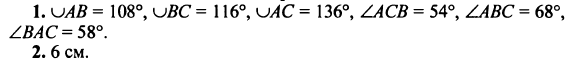 1. ∪AB = 108°, ∪BC = 116°, ∪AC = 136°, ∠ACB = 54°, ∠ABC = 68°,
∠BAC = 58°.
2. 6 см.